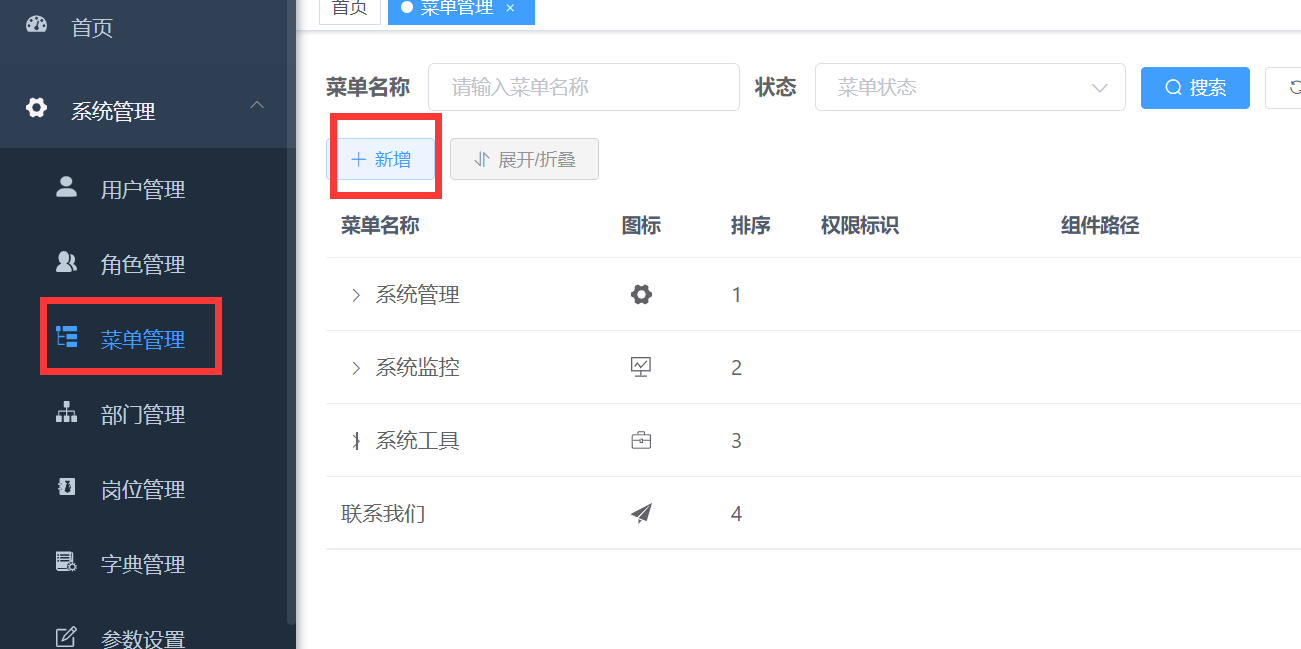 首页
系统管理
用户管理
角色管理
菜单管理
部门管理
岗位管理
字典管理
参数设置
首页
菜单管理 ×
菜单名称 请输入菜单名称 状态 菜单状态 搜索
+ 新增 展开/折叠
菜单名称 图标 排序 权限标识 组件路径
系统管理 1
系统监控 2
系统工具 3
联系我们 4